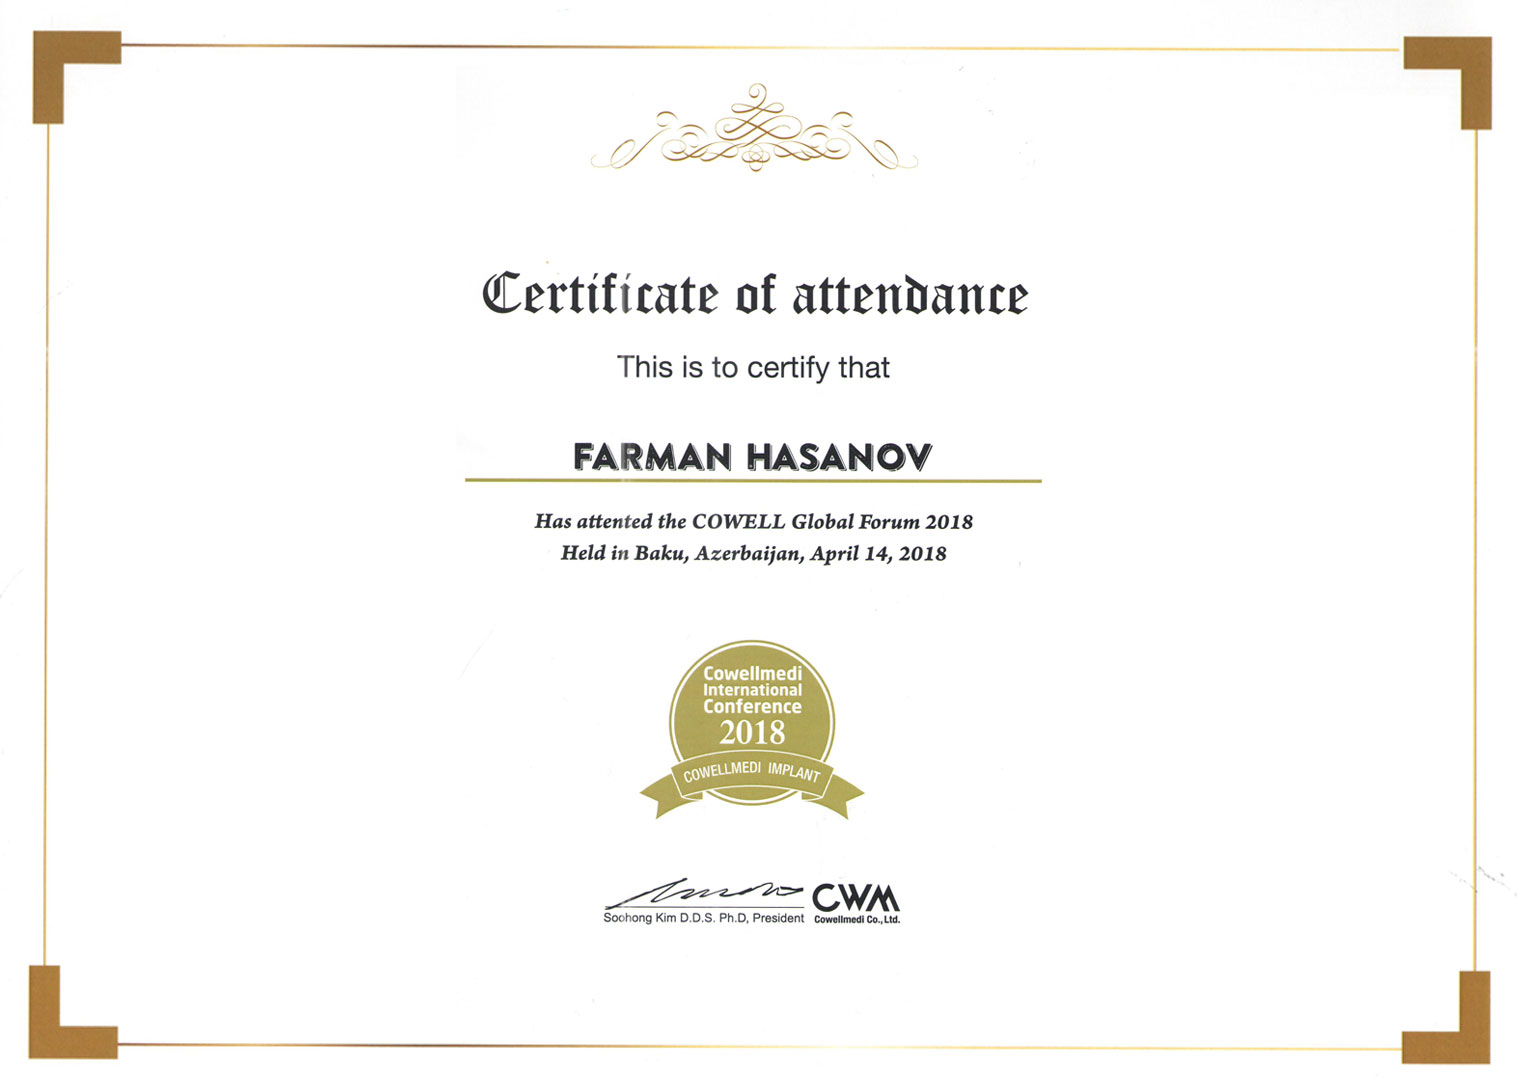 Certificate of attendance
This is to certify that
FARMAN HASANOV
Has attented the COWELL Global Forum 2018
Held in Baku, Azerbaijan, April 14, 2018
Cowellmedi
International
Conference
2018
COWELLMEDI IMPLANT
Soohong Kim D.D.S. Ph.D, President
CWM
Cowellmedi Co., Ltd.